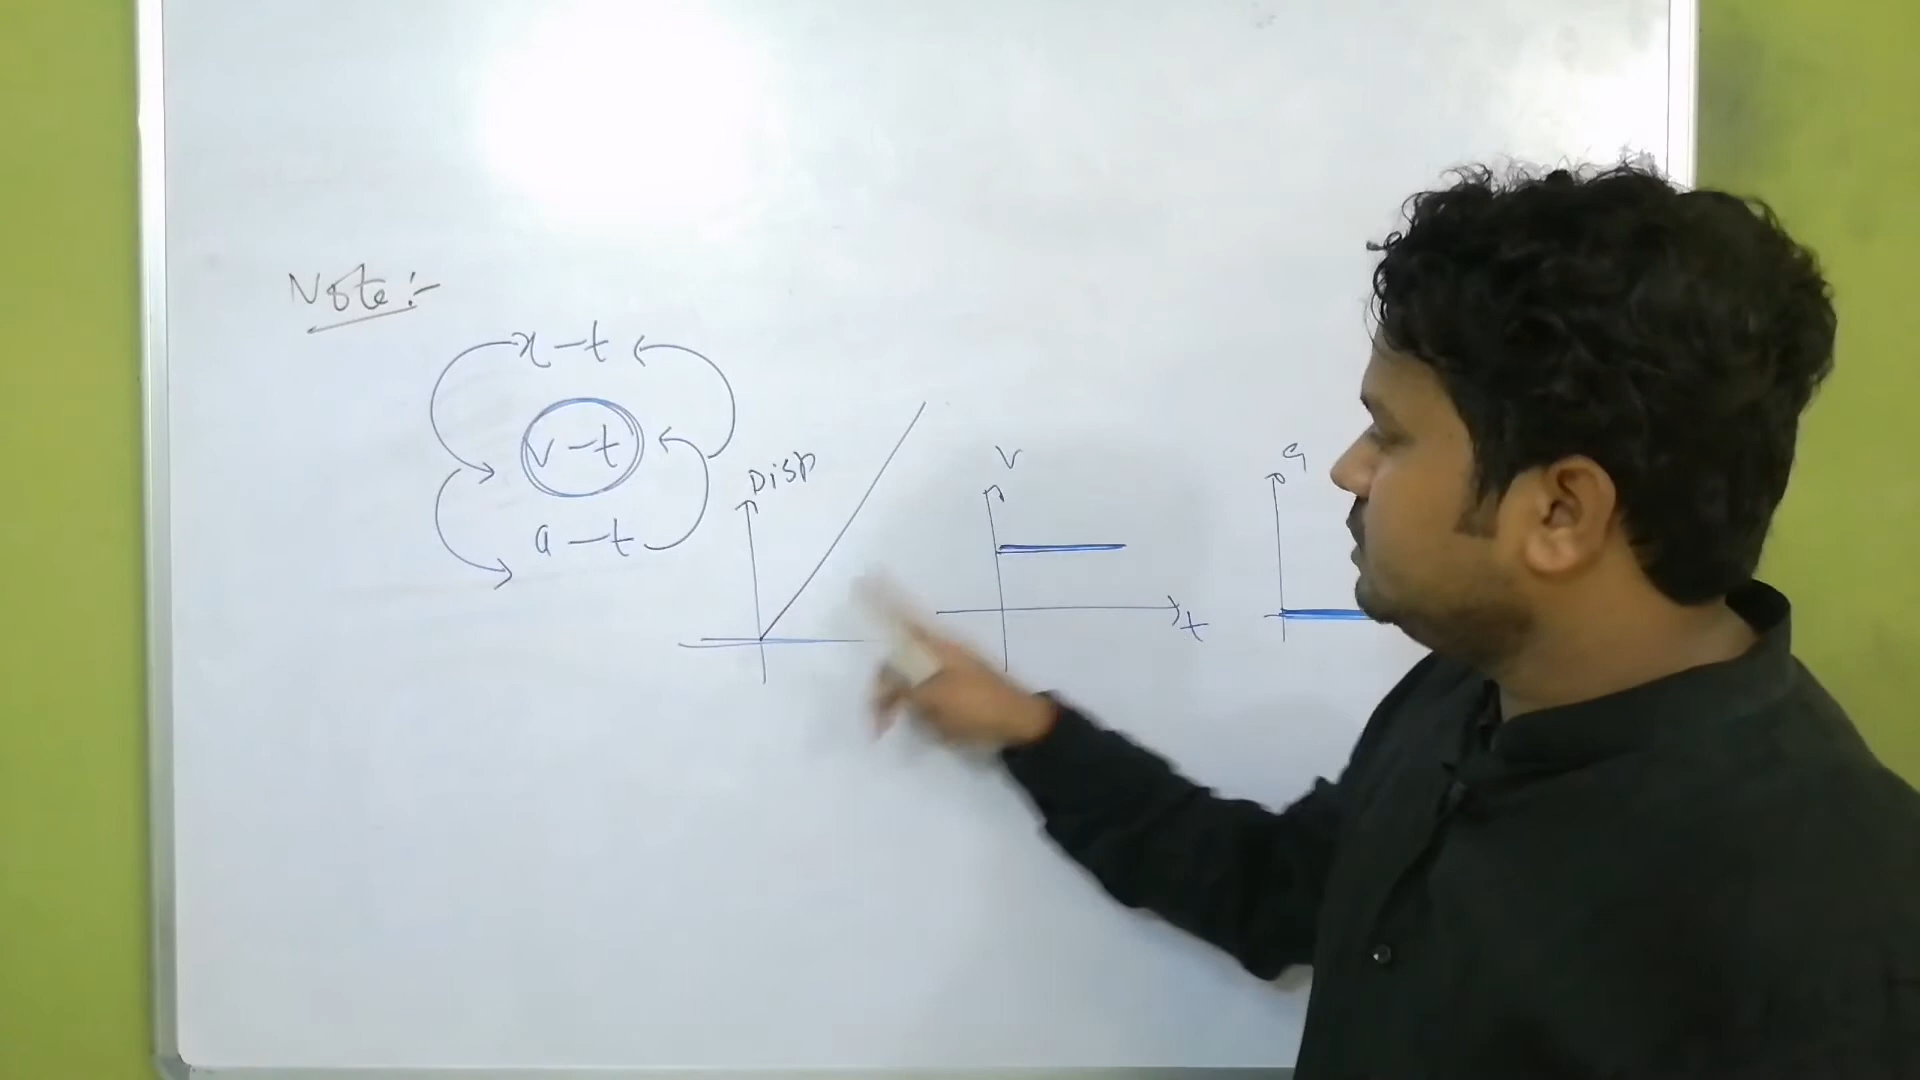 Note:-
x-t
v-t
a-t
Disp
v
t
a